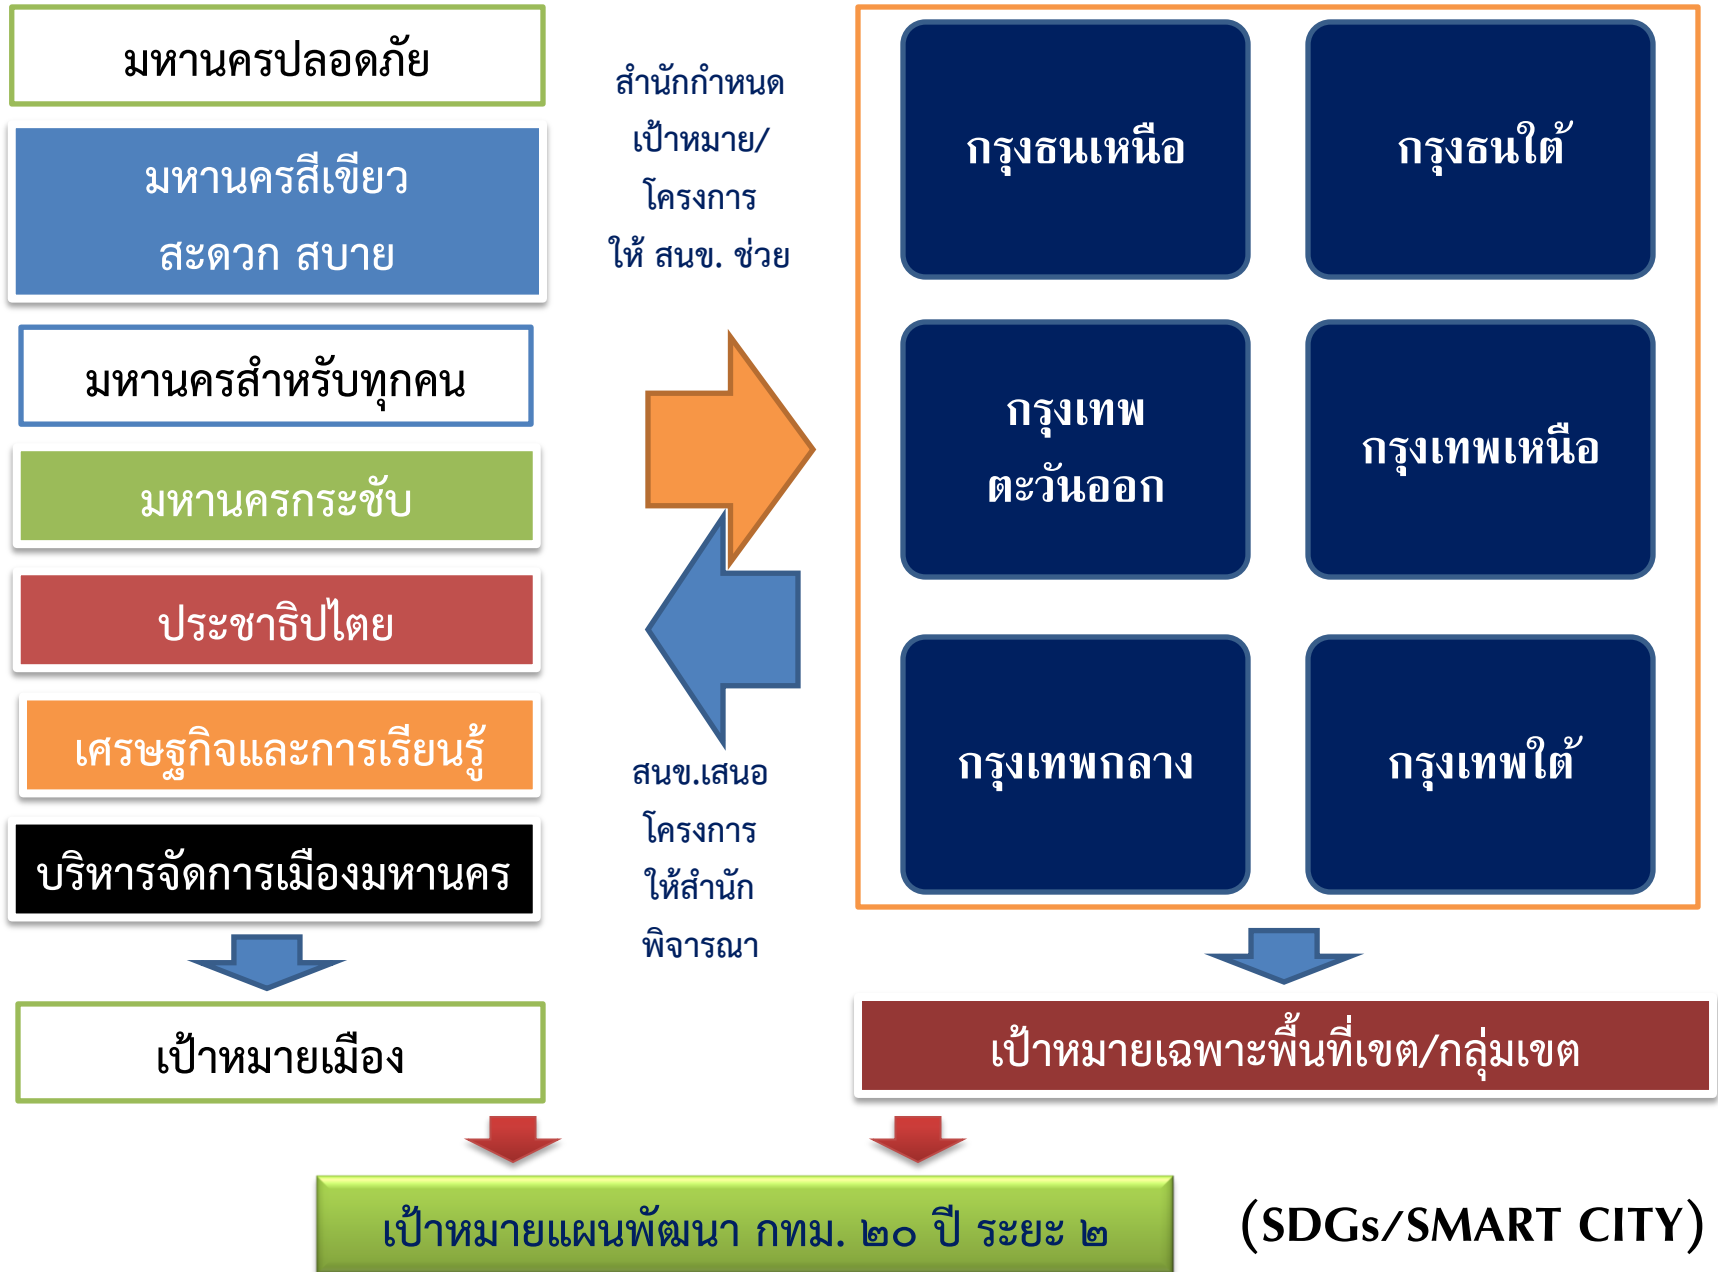 มหานครปลอดภัย
มหานครสีเขียว
สะดวก สบาย
มหานครสำหรับทุกคน
มหานครกระชับ
ประชาธิปไตย
เศรษฐกิจและการเรียนรู้
บริหารจัดการเมืองมหานคร
เป้าหมายเมือง
สำนักกำหนด
เป้าหมาย/
โครงการ
ให้ สนข. ช่วย
สนข.เสนอ
โครงการ
ให้สำนัก
พิจารณา
กรุงธนเหนือ
กรุงธนใต้
กรุงเทพ
ตะวันออก
กรุงเทพเหนือ
กรุงเทพกลาง
กรุงเทพใต้
เป้าหมายเฉพาะพื้นที่เขต/กลุ่มเขต
เป้าหมายแผนพัฒนา กทม. ๒๐ ปี ระยะ ๒
(SDGs/SMART CITY)